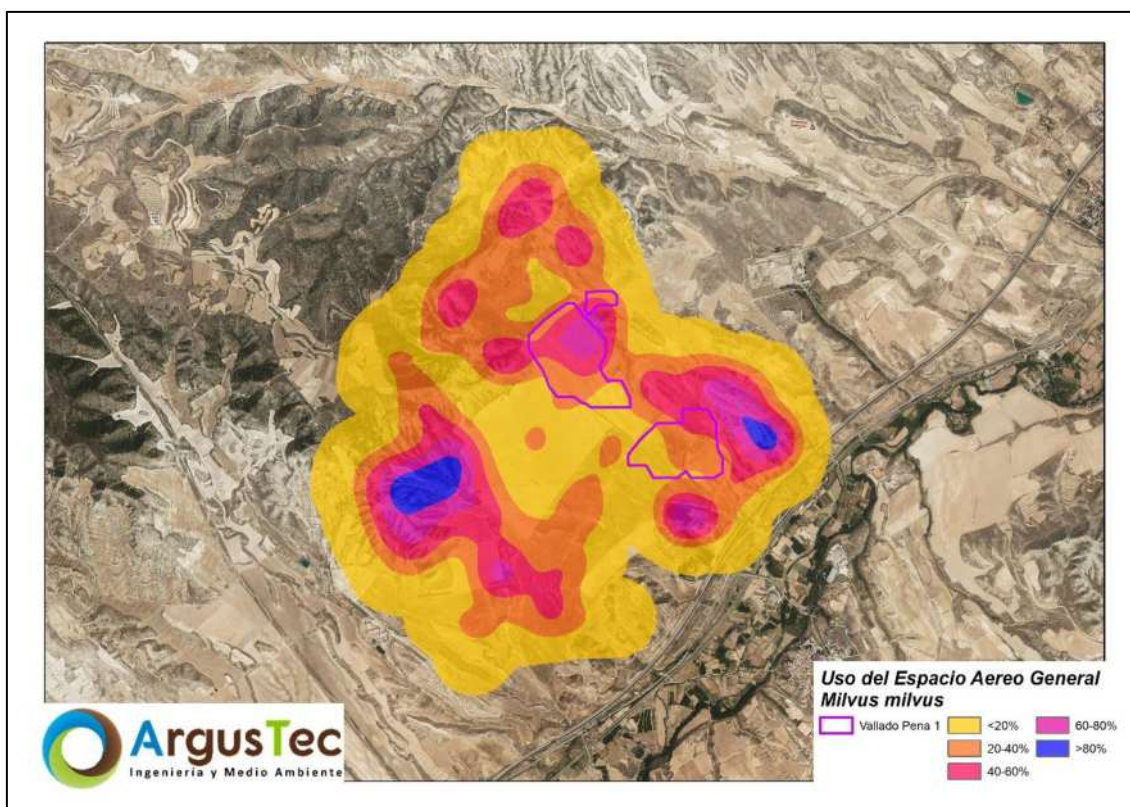 ArgusTec
Ingeniería y Medio Ambiente
Uso del Espacio Aereo General
Milvus milvus
Vallado Pena 1
<20%
20-40%
40-60%
60-80%
>80%